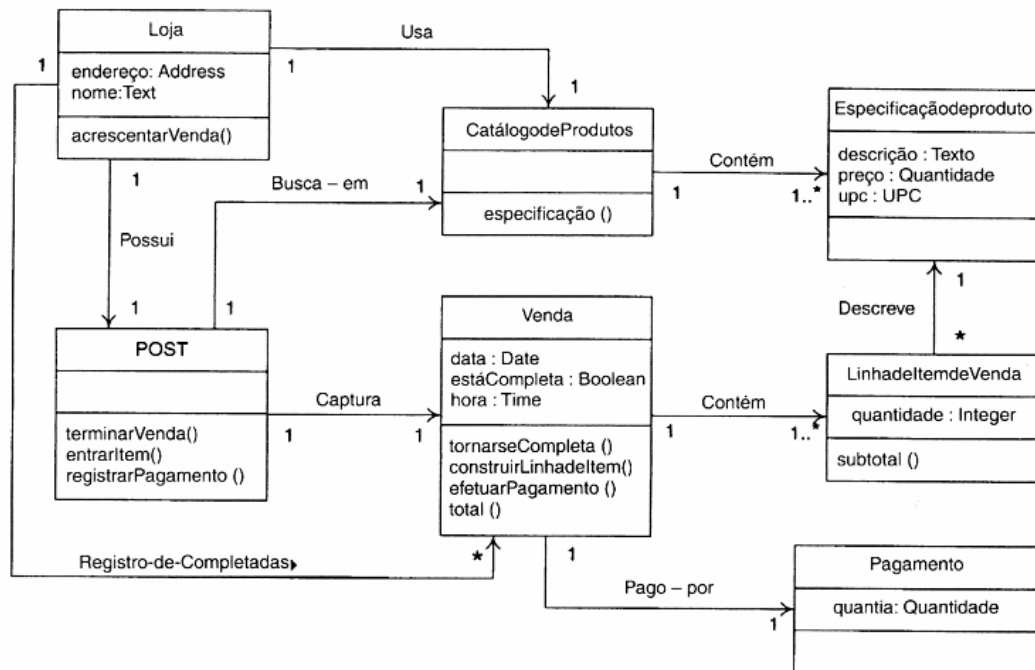 Loja
endereço: Address
nome:Text
acrescentarVenda()
1
1
Usa
1
CatálogodeProdutos
especificação ()
Contém
1
1..*
Especificaçãodeproduto
descrição : Texto
preço : Quantidade
upc : UPC
1
Possui
1
Busca – em
1
1
POST
terminarVenda()
entrarItem()
registrarPagamento ()
Captura
1
1
Venda
data : Date
estáCompleta : Boolean
hora : Time
tornarseCompleta ()
construirLinhadeItem()
efetuarPagamento ()
total ()
Contém
1
1..*
1
Descreve
*
LinhadeItemdeVenda
quantidade : Integer
subtotal ()
Registro-de-Completadas
*
1
Pago – por
1
Pagamento
quantia: Quantidade